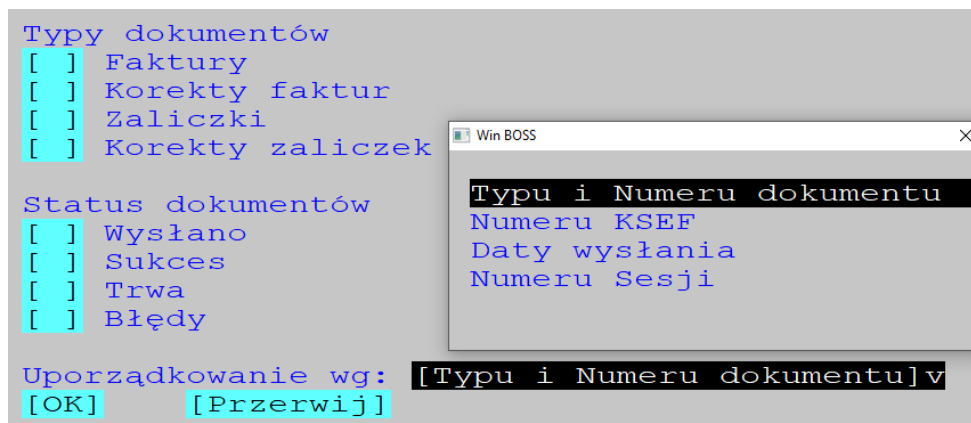 Typy dokumentów
[ ] Faktury
[ ] Korekty faktur
[ ] Zaliczki
[ ] Korekty zaliczek
Win BOSS
Typu i Numeru dokumentu
Numeru KSEF
Daty wysłania
Numeru Sesji
Status dokumentów
[ ] Wysłano
[ ] Sukces
[ ] Trwa
[ ] Błędy
Uporządkowanie wg: [Typu i Numeru dokumentu]v
[OK] [Przerwij]